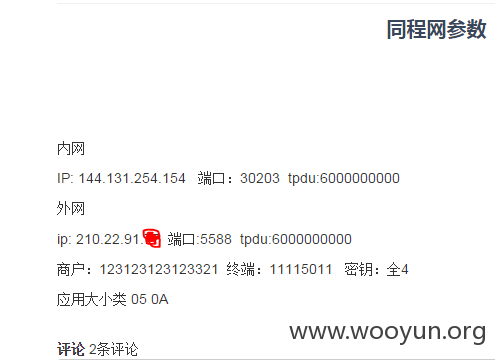 同程网参数
内网
IP: 144.131.254.154 端口：30203 tpdu:6000000000
外网
ip: 210.22.91. 端口:5588 tpdu:6000000000
商户：123123123123321 终端：11115011 密钥：全4
应用大小类 05 0A
www.wooyun.org
评论 2条评论